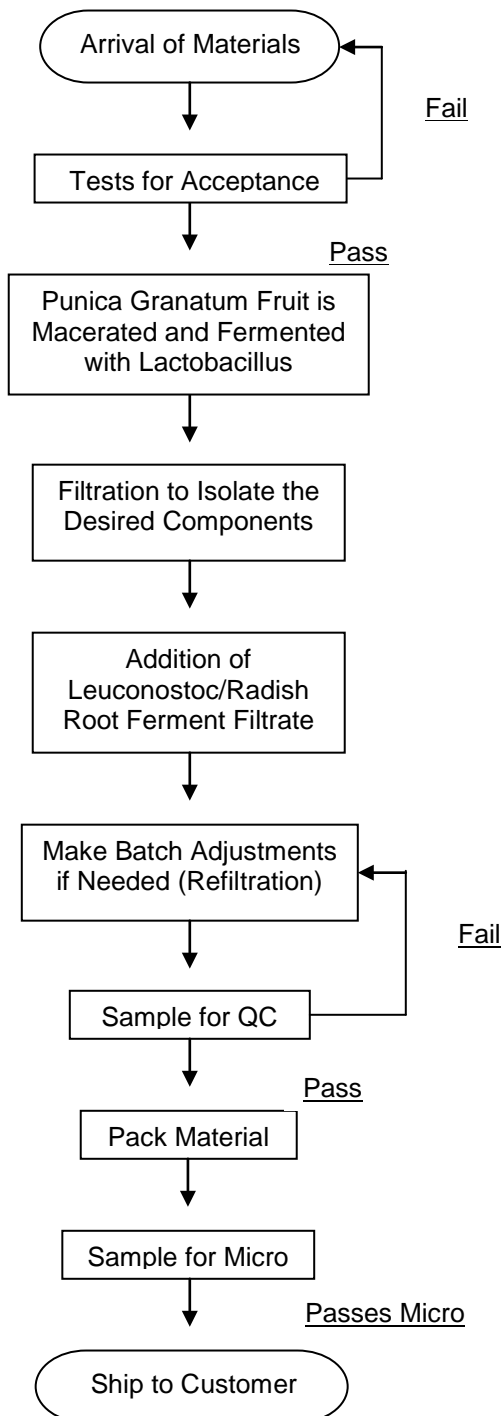 Arrival of Materials
Fail
Tests for Acceptance
Pass
Punica Granatum Fruit is
Macerated and Fermented
with Lactobacillus
Filtration to Isolate the
Desired Components
Addition of
Leuconostoc/Radish
Root Ferment Filtrate
Make Batch Adjustments
if Needed (Refiltration)
Fail
Sample for QC
Pass
Pack Material
Sample for Micro
Passes Micro
Ship to Customer